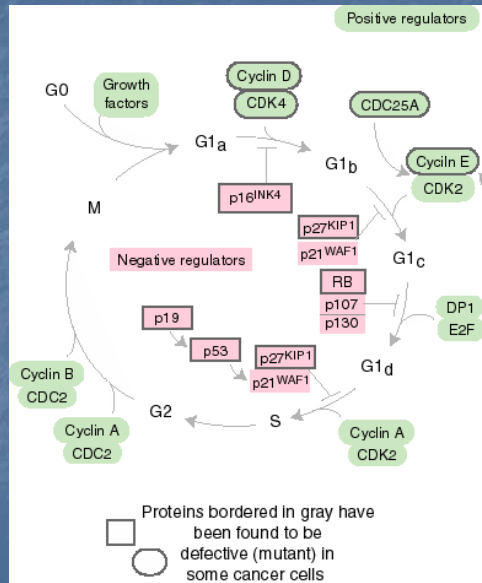 Positive regulators
Cyclin D
CDK4
G0
Growth
factors
CDC25A
G1a
G1b
Cyciln E
CDK2
p16INK4
M
p27KIP1
p21WAF1
Negative regulators
G1c
RB
p107
p130
p19
DP1
E2F
p53
p27KIP1
p21WAF1
G1d
Cyclin B
CDC2
G2
S
Cyclin A
CDC2
Cyclin A
CDK2
Proteins bordered in gray have
been found to be
defective (mutant) in
some cancer cells